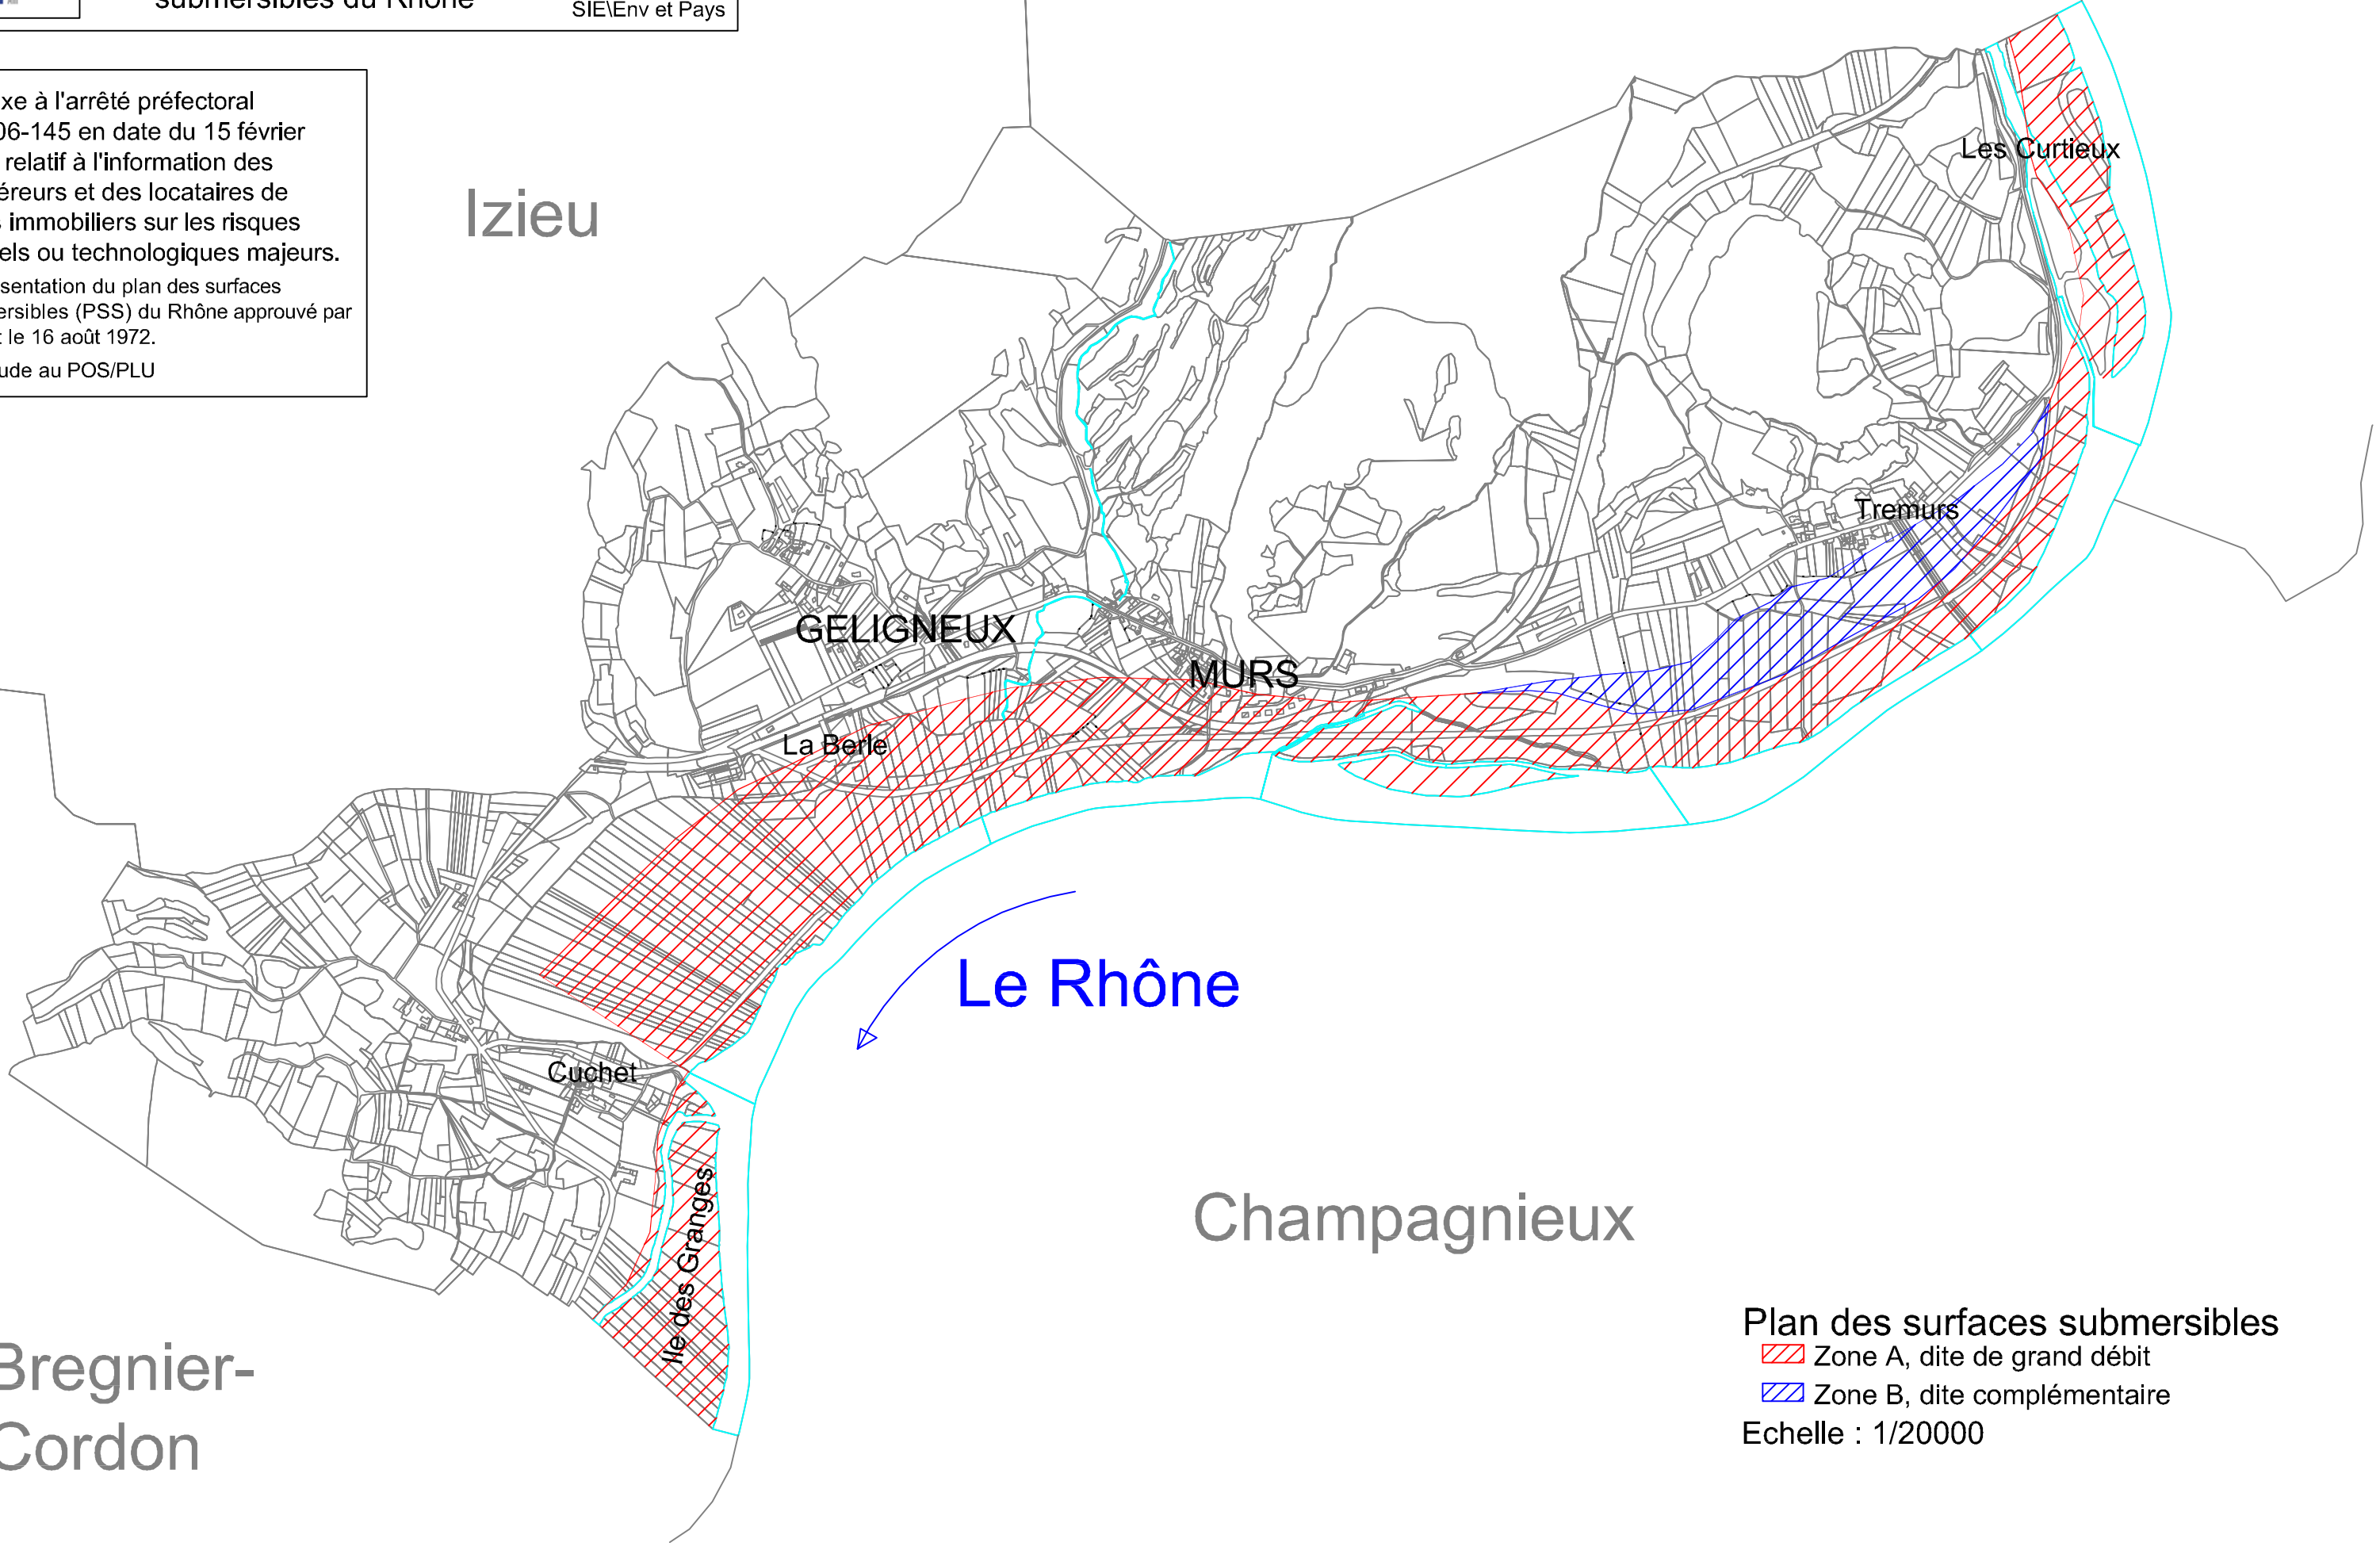 submersibles du Rhône
SIE\Env et Pays
xe à l'arrêté préfectoral
06-145 en date du 15 février
relatif à l'information des
éreurs et des locataires de
s immobiliers sur les risques
els ou technologiques majeurs.
sentation du plan des surfaces
ersibles (PSS) du Rhône approuvé par
t le 16 août 1972.
ude au POS/PLU
Izieu
Les Curtieux
Tremurs
GELIGNEUX
MURS
La Berle
Le Rhône
Cuchet
Ile des Granges
Champagnieux
Bregnier-
Cordon
Plan des surfaces submersibles
Zone A, dite de grand débit
Zone B, dite complémentaire
Echelle : 1/20000